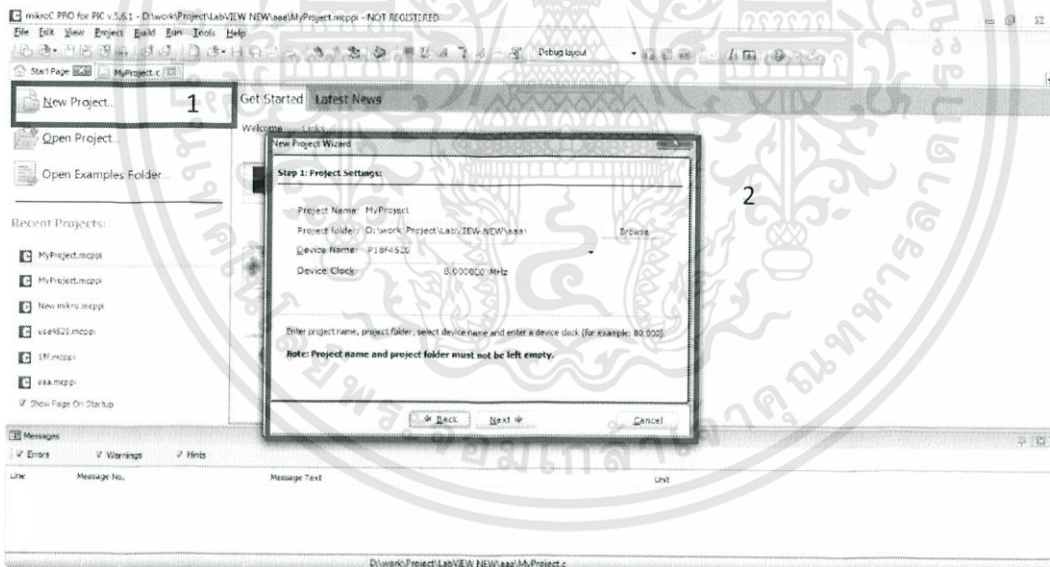 mikroC PRO for PIC v.5.6.1 - D:\work\Project\LabVIEW NEW\aaa\MyProject.mcppi - NOT REGISTERED
File Edit View Project Build Run Tools Help
Debug layout
Start Page
MyProject.c
New Project...
1
Get Started Latest News
Welcome Links
Open Project...
Open Examples Folder...
Recent Projects:
MyProject.mcppi
MyProject.mcppi
New mikro.mcppi
use4520.mcppi
aaa.mcppi
Show Page On Startup
New Project Wizard
2
Step 1: Project Settings:
Project Name: MyProject
Project folder: D:\work\Project\LabVIEW NEW\aaa\
Browse
Device Name: P18F4520
Device Clock: 8.000000 MHz
Enter project name, project folder, select device name and enter a device clock (for example: 80.000).
Note: Project name and project folder must not be left empty.
Back Next Cancel
Messages
Errors Warnings Hints
Line Message No. Message Text Unit
D:\work\Project\LabVIEW NEW\aaa\MyProject.c